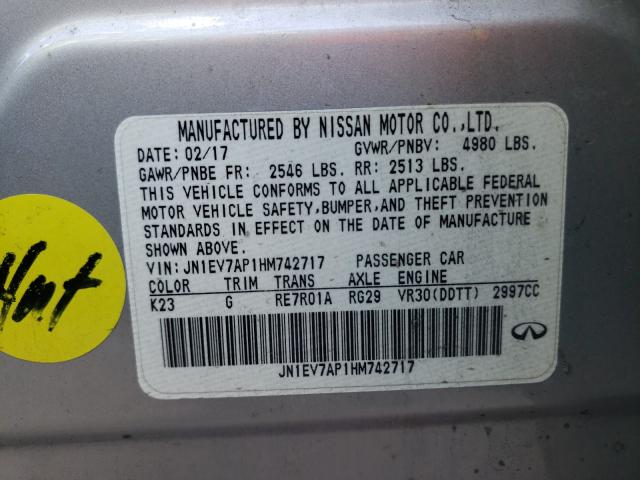 MANUFACTURED BY NISSAN MOTOR CO.,LTD.
DATE: 02/17 GVWR/PNBV: 4980 LBS.
GAWR/PNBE FR: 2546 LBS. RR: 2513 LBS.
THIS VEHICLE CONFORMS TO ALL APPLICABLE FEDERAL
MOTOR VEHICLE SAFETY,BUMPER,AND THEFT PREVENTION
STANDARDS IN EFFECT ON THE DATE OF MANUFACTURE
SHOWN ABOVE.
VIN: JN1EV7AP1HM742717 PASSENGER CAR
COLOR TRIM TRANS AXLE ENGINE
K23 G RE7R01A RG29 VR30(DDTT) 2997CC
JN1EV7AP1HM742717